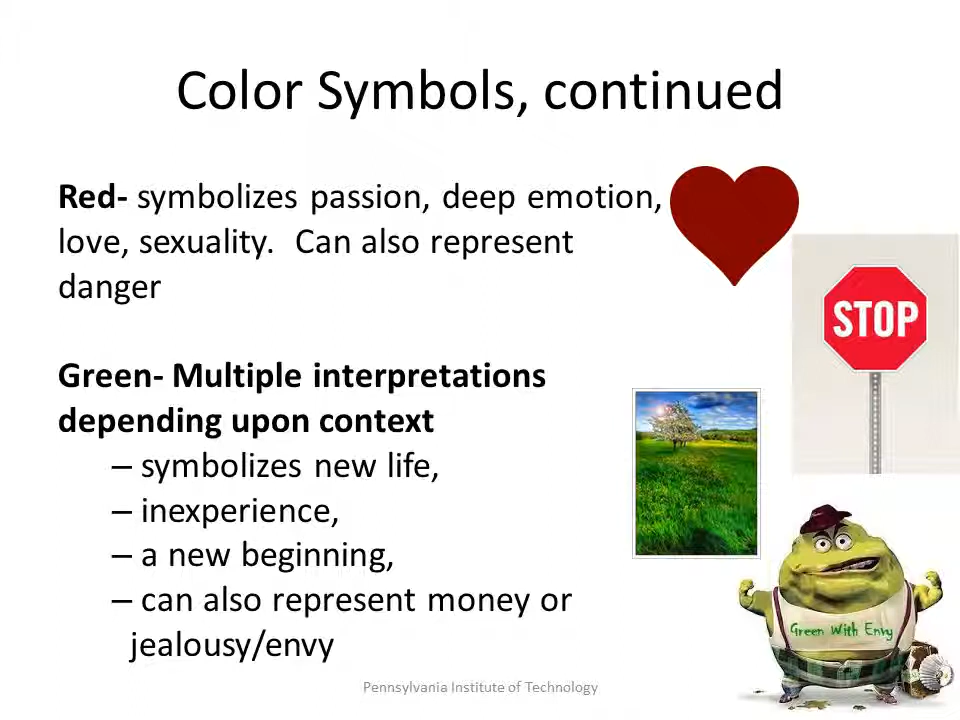 Color Symbols, continued
Red- symbolizes passion, deep emotion,
love, sexuality.  Can also represent
danger
STOP
Green- Multiple interpretations
depending upon context
– symbolizes new life,
– inexperience,
– a new beginning,
– can also represent money or
jealousy/envy
Green With Envy
Pennsylvania Institute of Technology